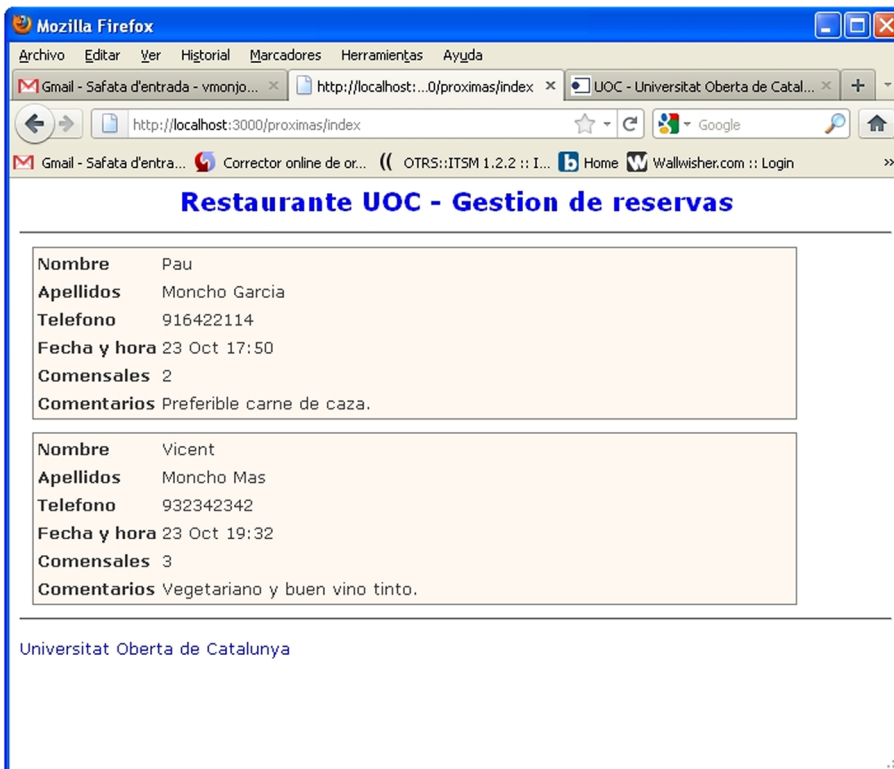 Mozilla Firefox
Archivo Editar Ver Historial Marcadores Herramientas Ayuda
Gmail - Safata d'entrada - vmonjo... http://localhost:...0/proximas/index UOC - Universitat Oberta de Catal...
http://localhost:3000/proximas/index Google
Gmail - Safata d'entra... Corrector online de or... OTRS::ITSM 1.2.2 :: I... Home Wallwisher.com :: Login »
Restaurante UOC - Gestion de reservas
Nombre Pau
Apellidos Moncho Garcia
Telefono 916422114
Fecha y hora 23 Oct 17:50
Comensales 2
Comentarios Preferible carne de caza.
Nombre Vicent
Apellidos Moncho Mas
Telefono 932342342
Fecha y hora 23 Oct 19:32
Comensales 3
Comentarios Vegetariano y buen vino tinto.
Universitat Oberta de Catalunya